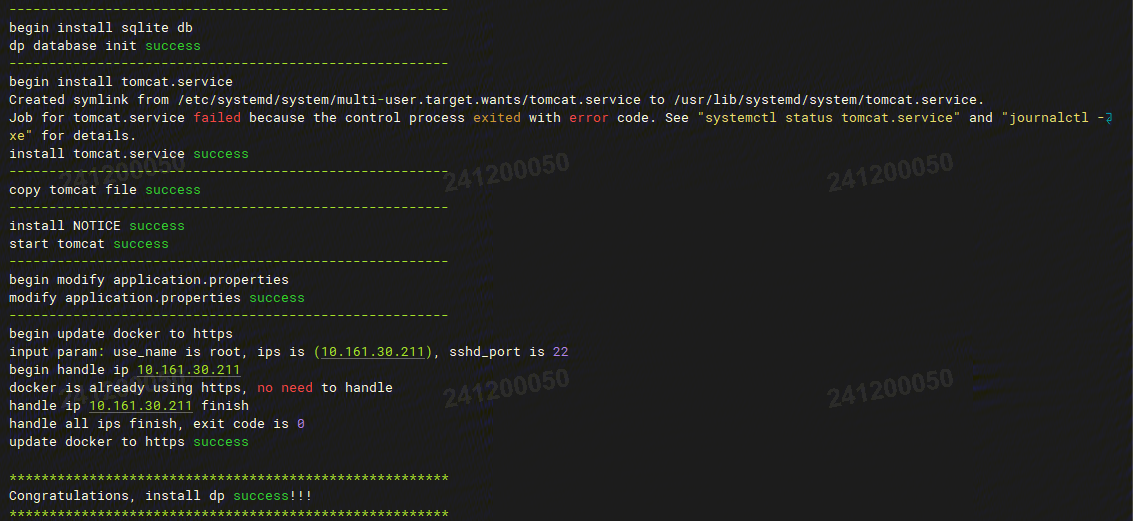 -------------------------------------------------------
begin install sqlite db
dp database init success
-------------------------------------------------------
begin install tomcat.service
Created symlink from /etc/systemd/system/multi-user.target.wants/tomcat.service to /usr/lib/systemd/system/tomcat.service.
Job for tomcat.service failed because the control process exited with error code. See "systemctl status tomcat.service" and "journalctl -
xe" for details.
install tomcat.service success
-------------------------------------------------------
241200050 241200050 241200050
copy tomcat file success
-------------------------------------------------------
install NOTICE success
start tomcat success
-------------------------------------------------------
begin modify application.properties
modify application.properties success
-------------------------------------------------------
begin update docker to https
input param: use_name is root, ips is (10.161.30.211), sshd_port is 22
begin handle ip 10.161.30.211
docker is already using https, no need to handle
241200050 241200050 241200050
handle ip 10.161.30.211 finish
handle all ips finish, exit code is 0
update docker to https success
*******************************************************
Congratulations, install dp success!!!
*******************************************************